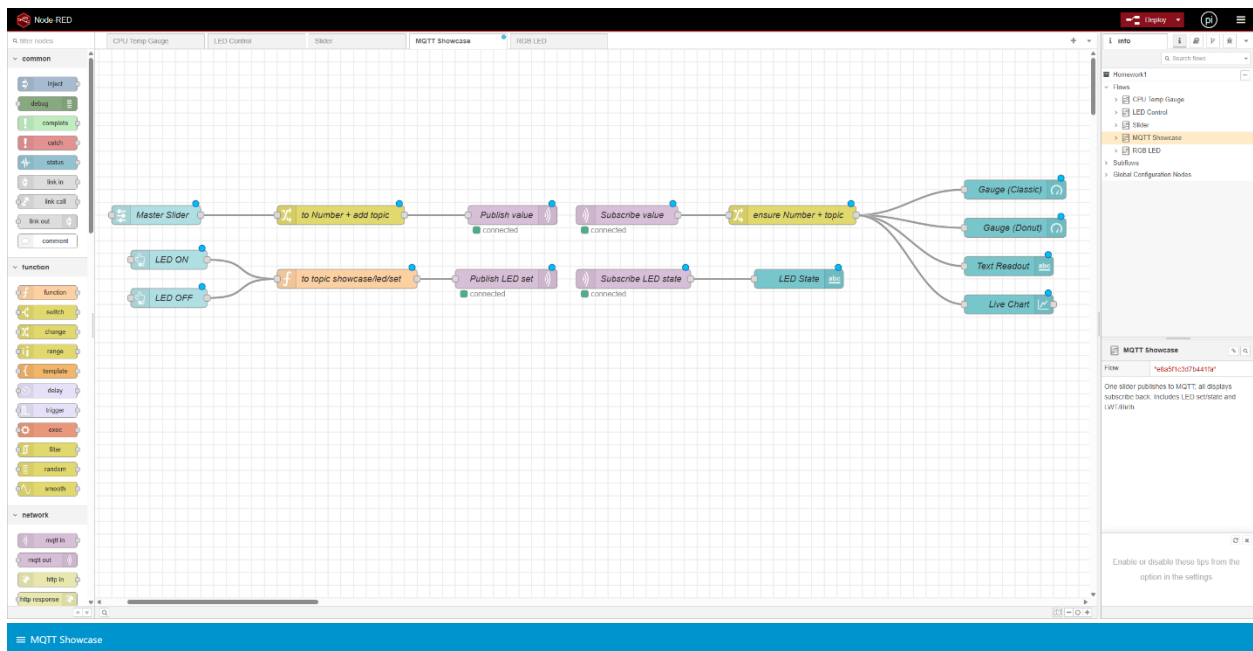 Node-RED
Deploy
pi
filter nodes
CPU Temp Gauge
LED Control
Slider
MQTT Showcase
RGB LED
info
Search flows
common
inject
debug
complete
catch
status
link in
link call
link out
comment
function
function
switch
change
range
template
delay
trigger
exec
filter
random
smooth
network
mqtt in
mqtt out
http in
http response
Master Slider
to Number + add topic
Publish value
connected
Subscribe value
connected
ensure Number + topic
Gauge (Classic)
Gauge (Donut)
Text Readout
abc
Live Chart
LED ON
LED OFF
to topic showcase/led/set
Publish LED set
connected
Subscribe LED state
connected
LED State
abc
Homework1
Flows
CPU Temp Gauge
LED Control
Slider
MQTT Showcase
RGB LED
Subflows
Global Configuration Nodes
MQTT Showcase
Flow
One slider publishes to MQTT; all displays
subscribe back. Includes LED set/state and
LWT/Birth
Enable or disable these tips from the
option in the settings.
MQTT Showcase